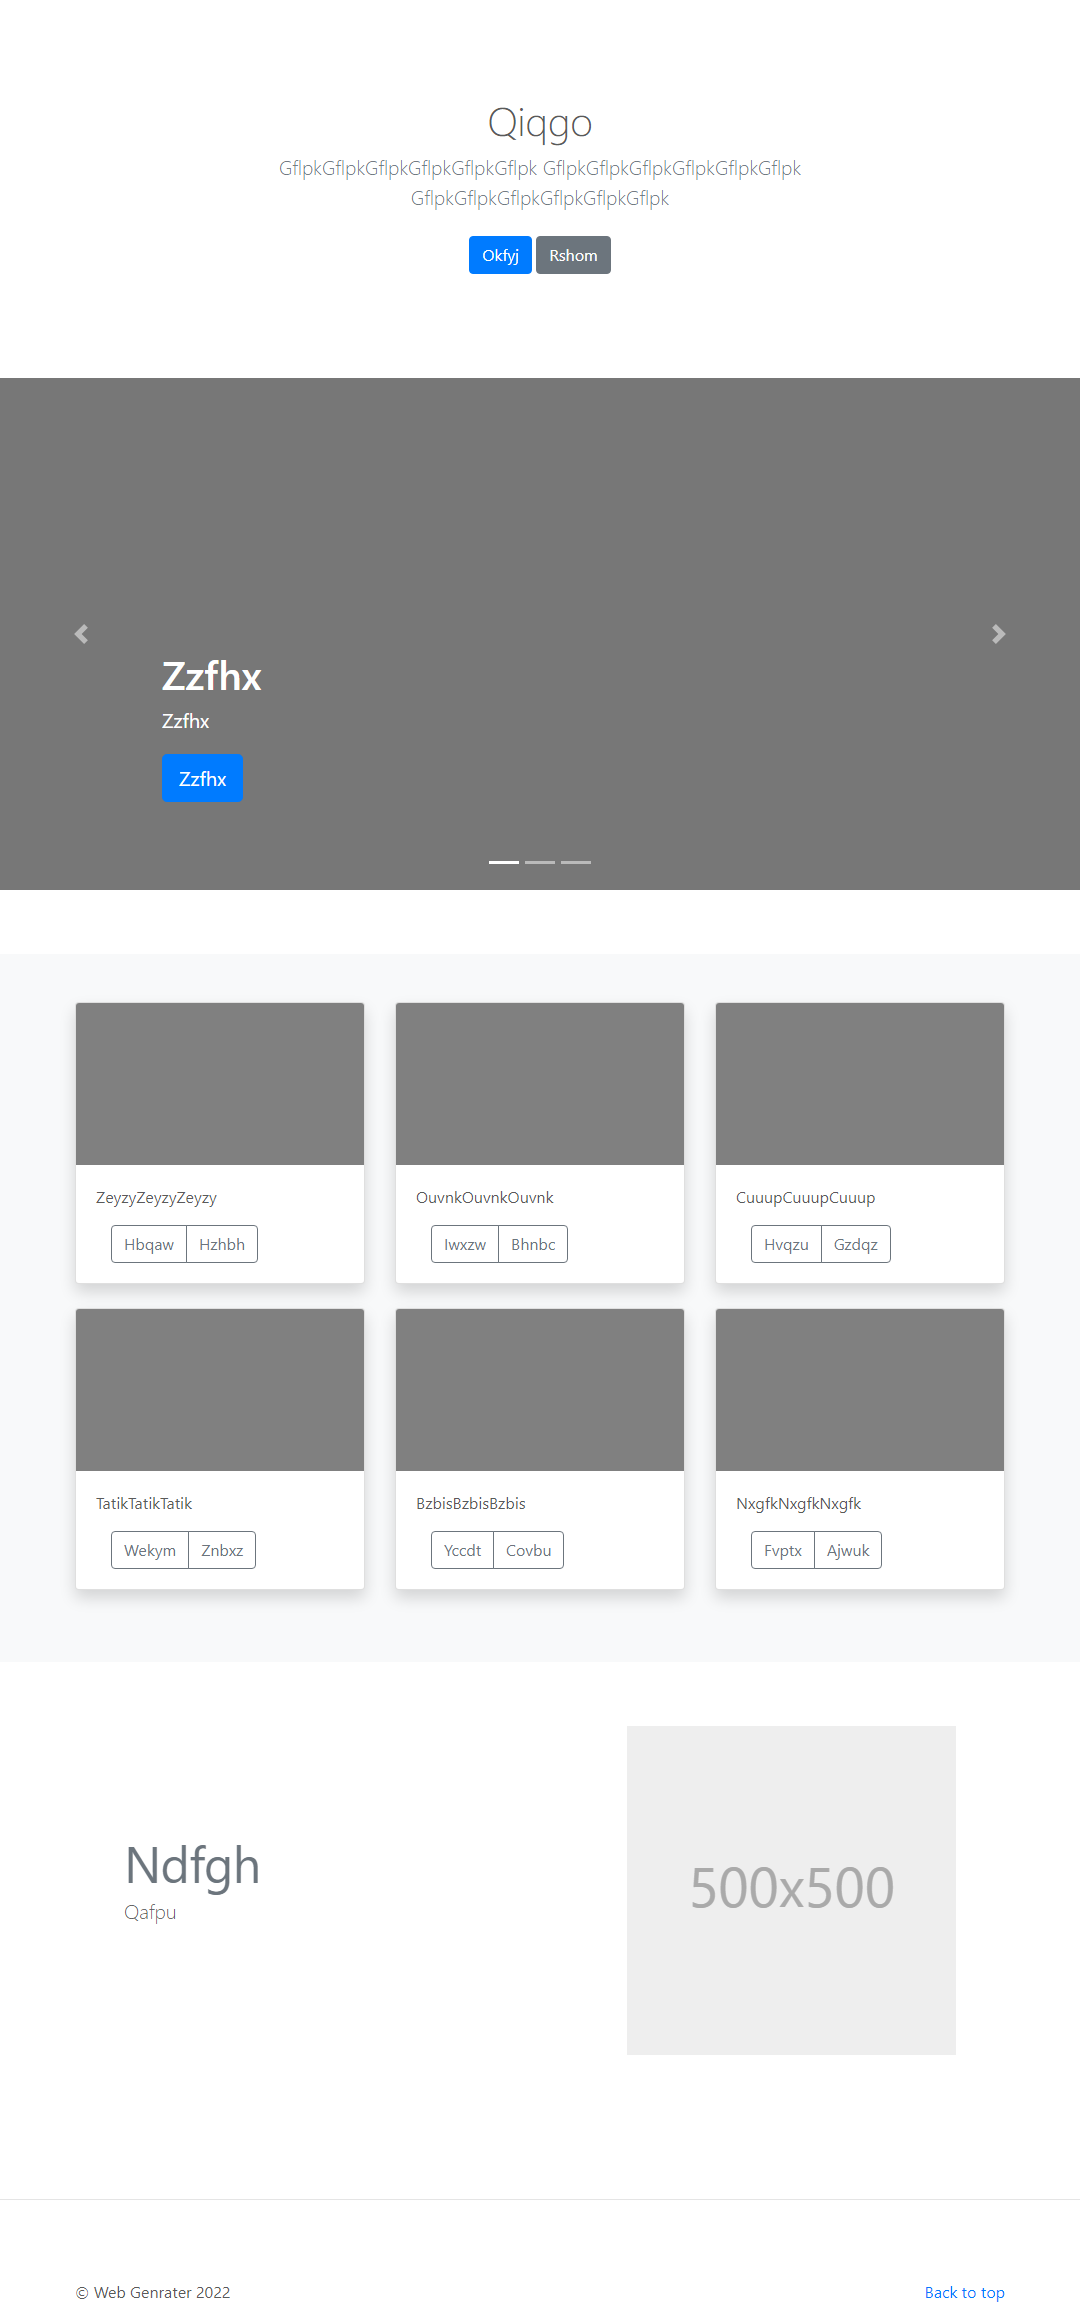 Qiqgo
GflpkGflpkGflpkGflpkGflpkGflpk GflpkGflpkGflpkGflpkGflpkGflpk
GflpkGflpkGflpkGflpkGflpkGflpk
Okfyj Rshom
Zzfhx
Zzfhx
Zzfhx
ZeyzyZeyzyZeyzy
Hbqaw Hzhbh
OuvnkOuvnkOuvnk
Iwxzw Bhnbc
CuuupCuuupCuuup
Hvqzu Gzdqz
TatikTatikTatik
Wekym Znbxz
BzbisBzbisBzbis
Yccdt Covbu
NxgfkNxgfkNxgfk
Fvptx Ajwuk
Ndfgh
Qafpu
500x500
© Web Genrater 2022
Back to top